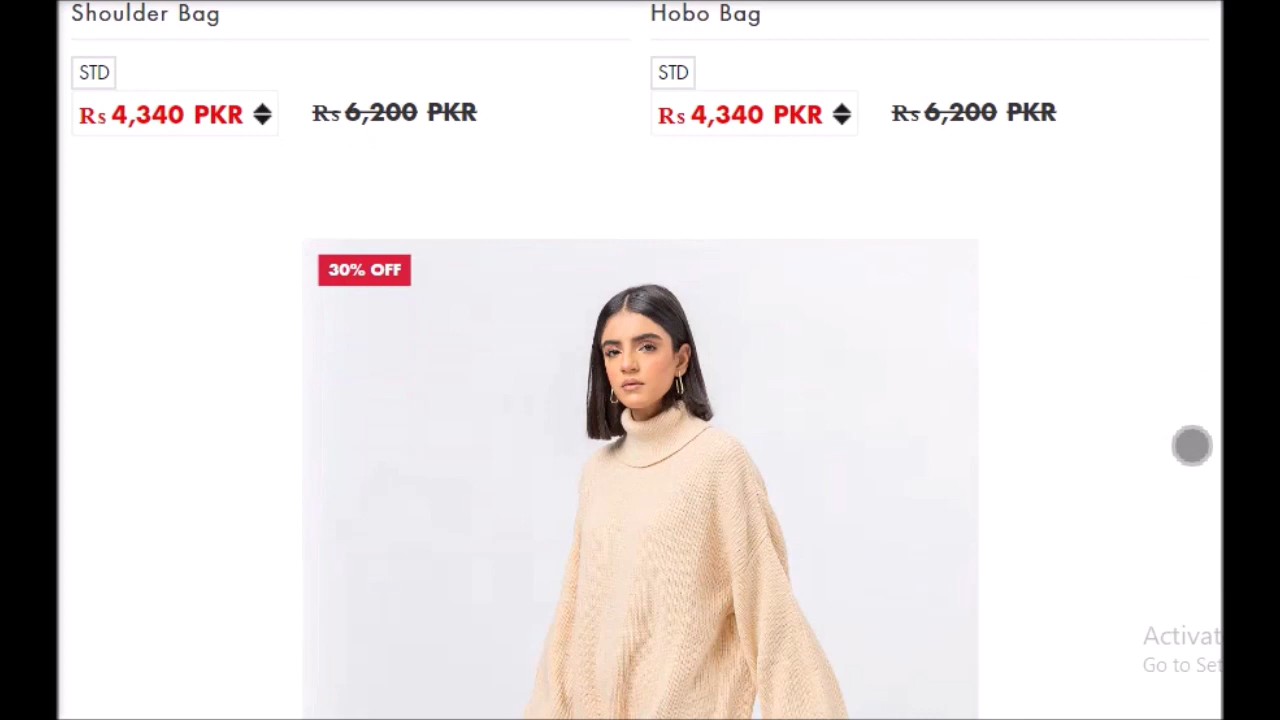 Shoulder Bag
Hobo Bag
STD
STD
Rs 4,340 PKR Rs 6,200 PKR
Rs 4,340 PKR Rs 6,200 PKR
30% OFF
Activat
Go to Set